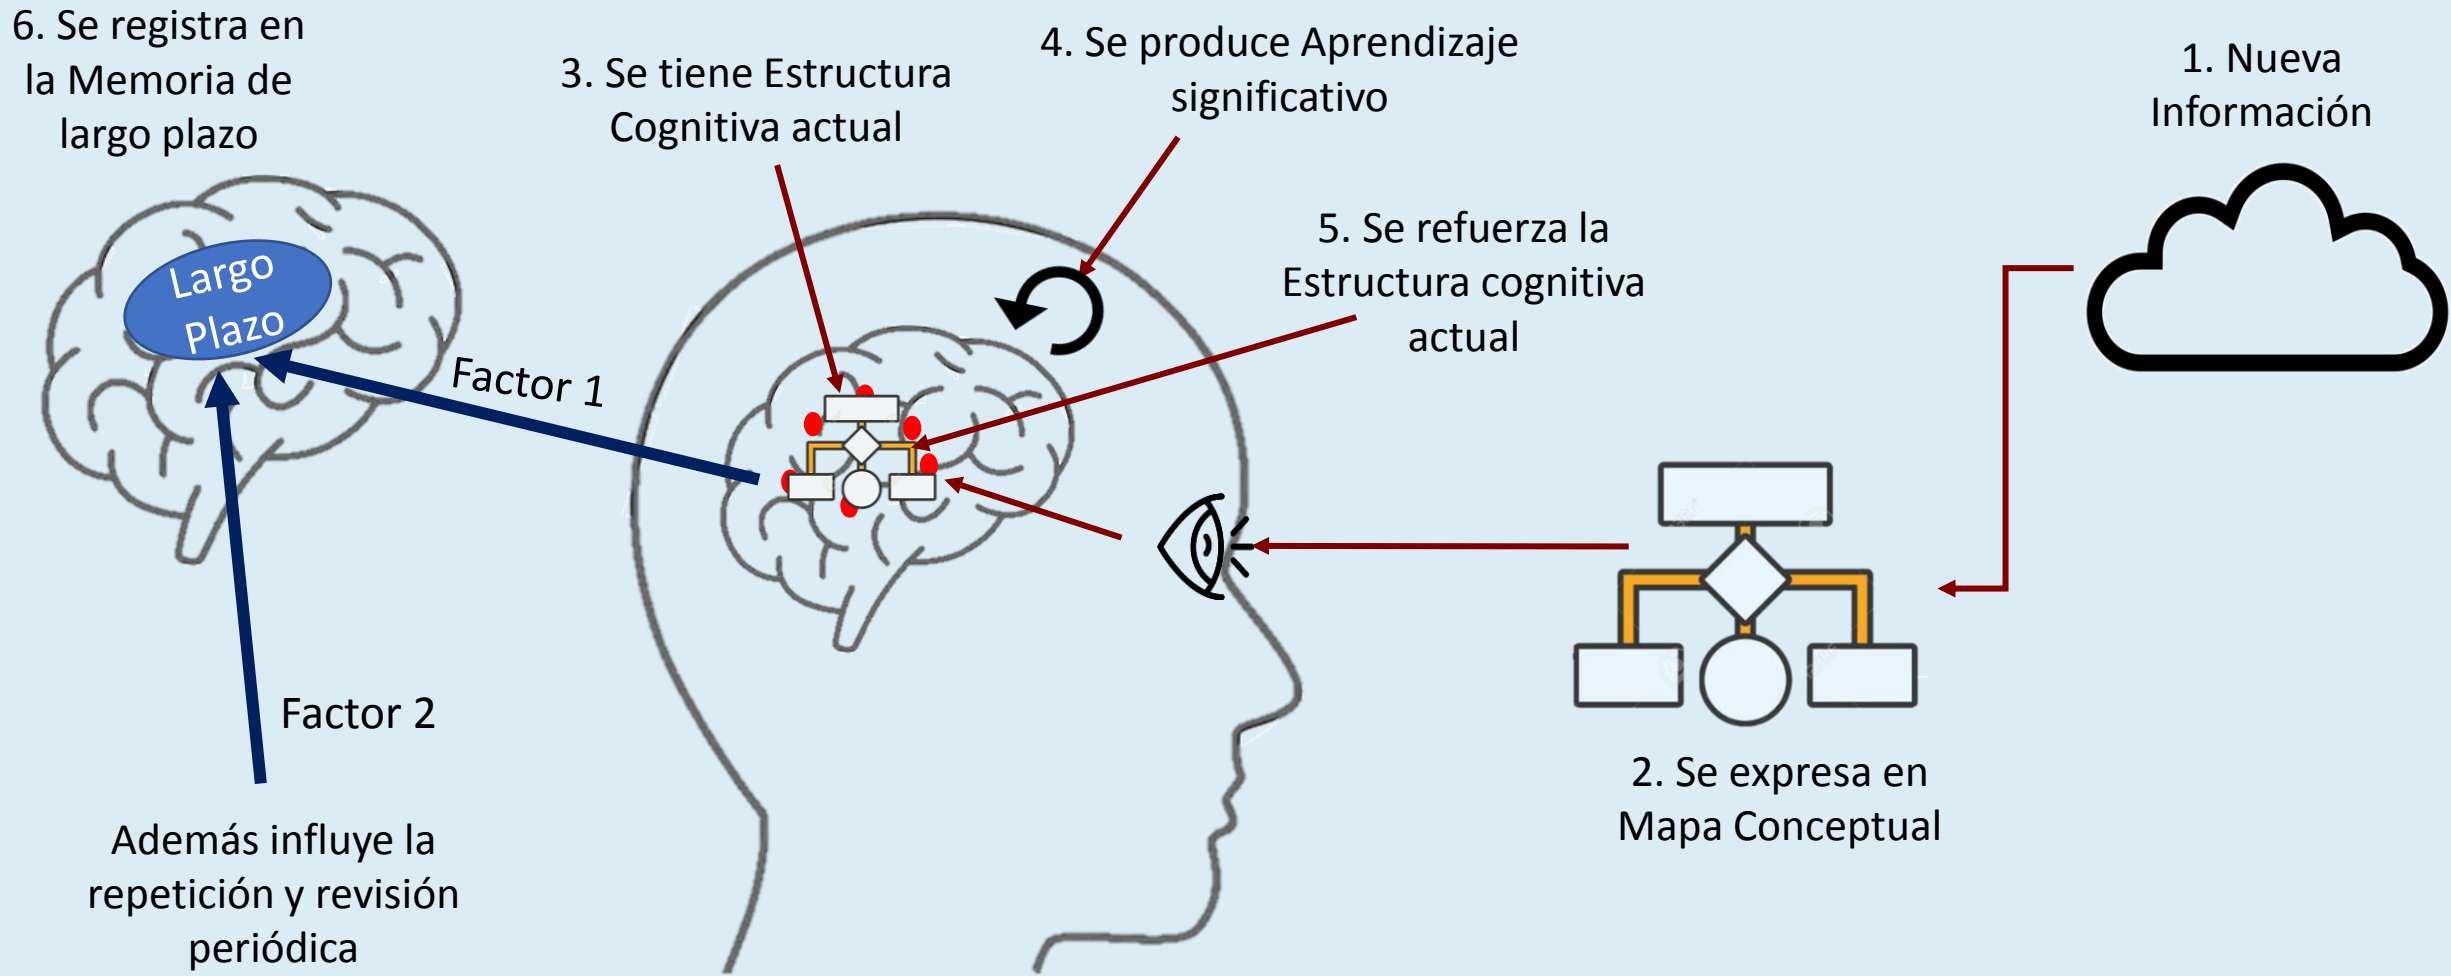 6. Se registra en
la Memoria de
largo plazo
3. Se tiene Estructura
Cognitiva actual
4. Se produce Aprendizaje
significativo
1. Nueva
Información
5. Se refuerza la
Estructura cognitiva
actual
Largo
Plazo
Factor 1
Factor 2
2. Se expresa en
Mapa Conceptual
Además influye la
repetición y revisión
periódica